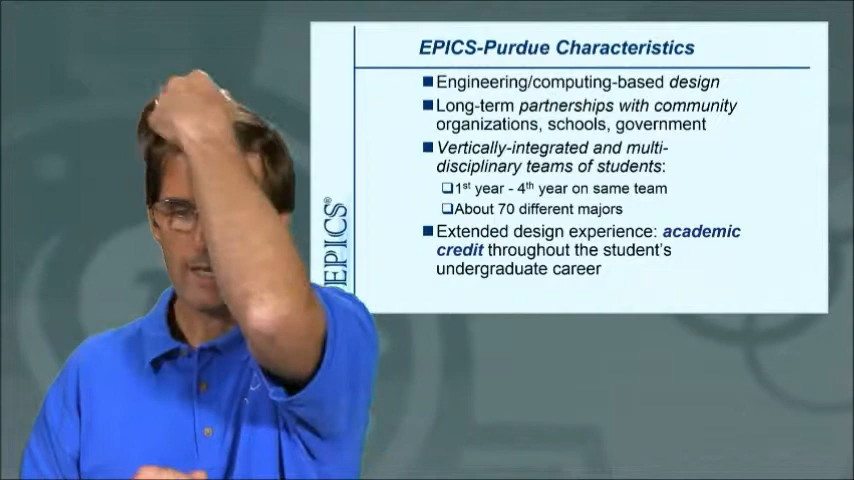 EPICS-Purdue Characteristics
Engineering/computing-based design
Long-term partnerships with community
organizations, schools, government
Vertically-integrated and multi-
disciplinary teams of students:
1st year - 4th year on same team
About 70 different majors
Extended design experience: academic
credit throughout the student's
undergraduate career
EPICS®